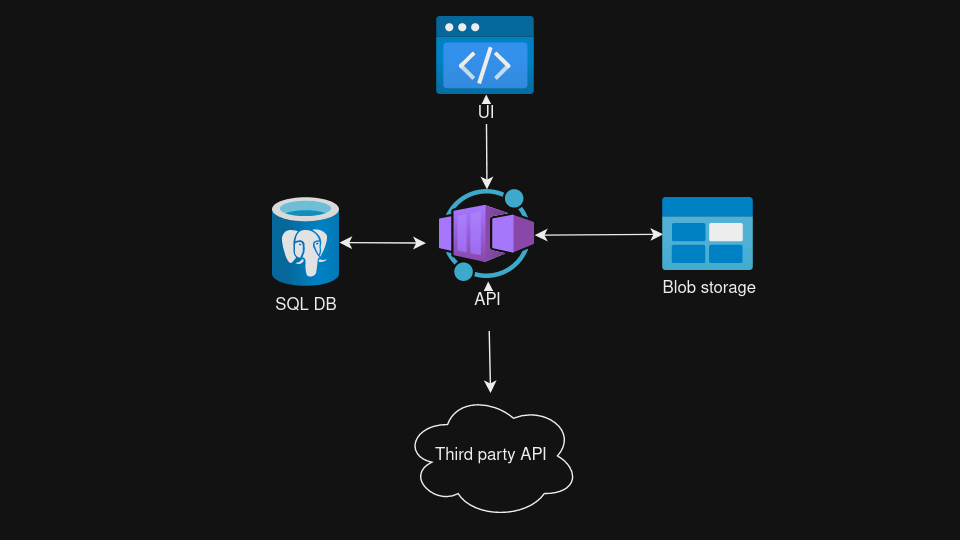 UI
SQL DB
API
Blob storage
Third party API